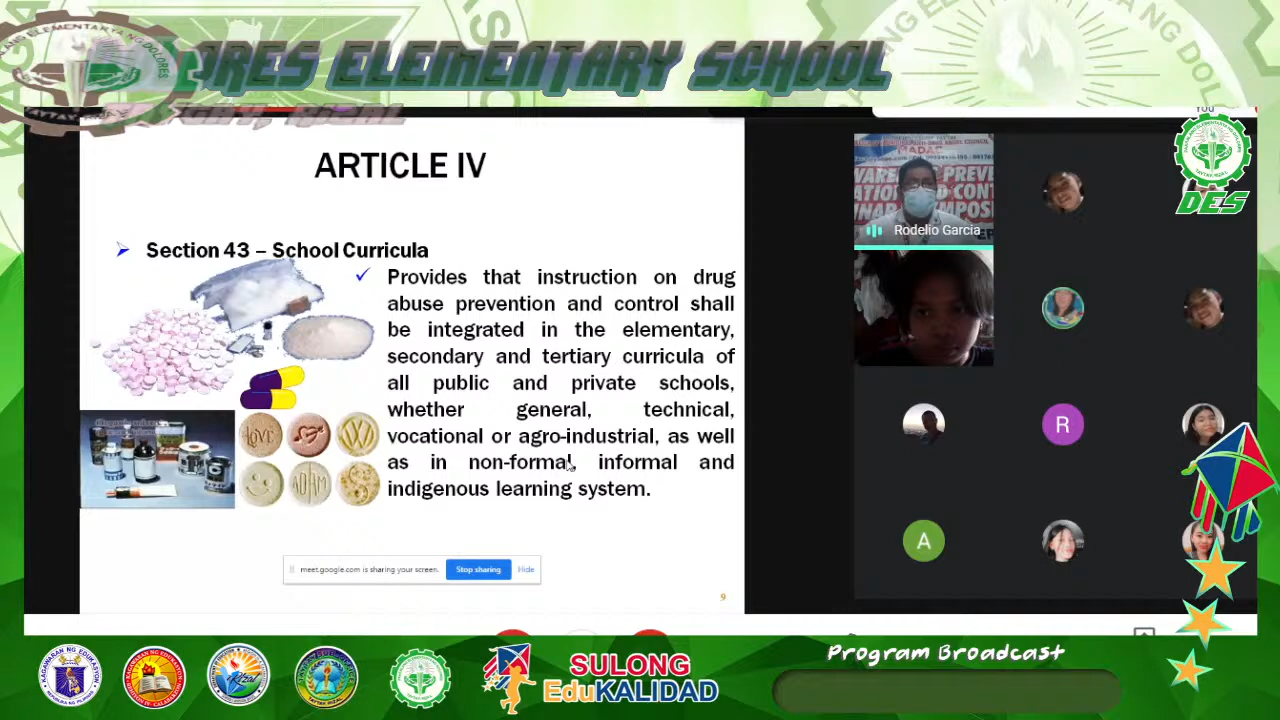 ORES ELEMENTARY SCHOOL
You
ARTICLE IV
DES
Rodelio Garcia
Section 43 – School Curricula
Provides that instruction on drug
abuse prevention and control shall
be integrated in the elementary,
secondary and tertiary curricula of
all public and private schools,
whether general, technical,
vocational or agro-industrial, as well
as in non-formal, informal and
indigenous learning system.
LOVE
ADAM
R
A
meet.google.com is sharing your screen.
Stop sharing
Hide
9
SULONG
EduKALIDAD
Program Broadcast